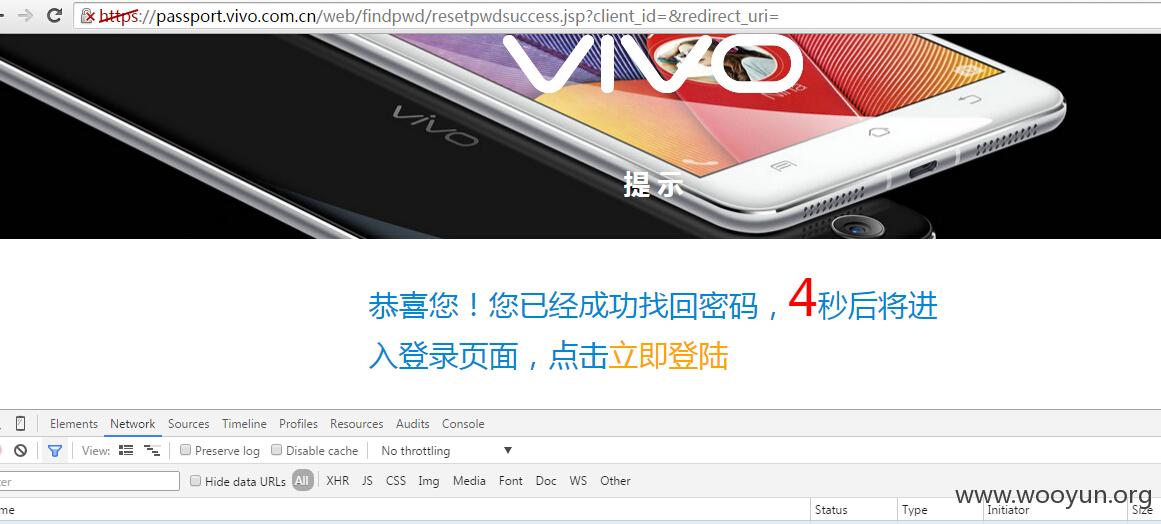 https://passport.vivo.com.cn/web/findpwd/resetpwdsuccess.jsp?client_id=&redirect_uri=
vivo
vivo
Nina
提 示
恭喜您！您已经成功找回密码，4秒后将进
入登录页面，点击立即登陆
Elements Network Sources Timeline Profiles Resources Audits Console
View: Preserve log Disable cache No throttling
Hide data URLs All XHR JS CSS Img Media Font Doc WS Other
www.wooyun.org
Status Type Initiator Size